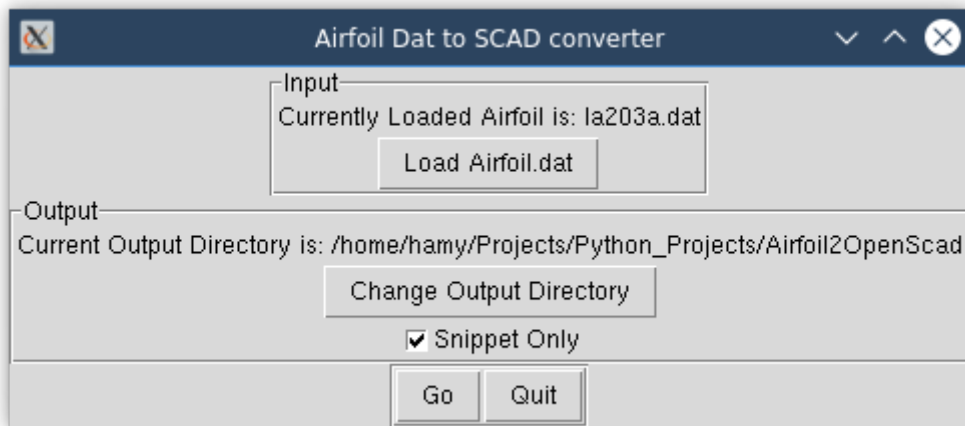 Airfoil Dat to SCAD converter
Input
Currently Loaded Airfoil is: la203a.dat
Load Airfoil.dat
Output
Current Output Directory is: /home/hamy/Projects/Python_Projects/Airfoil2OpenScad
Change Output Directory
Snippet Only
Go Quit